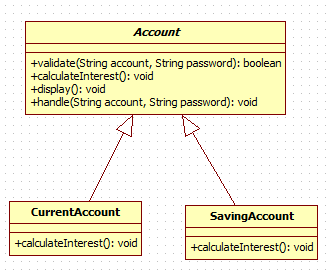 Account
+validate(String account, String password): boolean
+calculateInterest(): void
+display(): void
+handle(String account, String password): void
CurrentAccount
+calculateInterest(): void
SavingAccount
+calculateInterest(): void